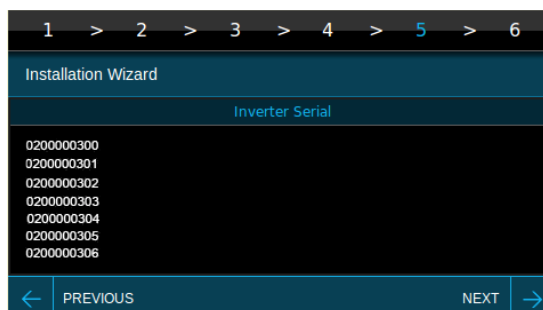 1 > 2 > 3 > 4 > 5 > 6
Installation Wizard
Inverter Serial
0200000300
0200000301
0200000302
0200000303
0200000304
0200000305
0200000306
← PREVIOUS NEXT →